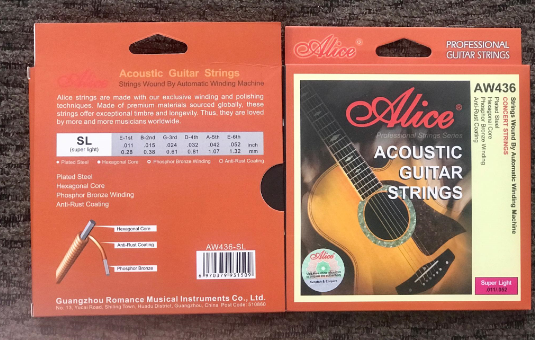 Alice
Acoustic Guitar Strings
Strings Wound By Automatic Winding Machine
Alice strings are made with our exclusive winding and polishing
techniques. Made of premium materials sourced globally, these
strings offer exceptional timbre and longevity. Thus, they are loved
by more and more musicians worldwide.
SL
(super light)
E-1st B-2nd G-3rd D-4th A-5th E-6th
.011 .015 .024 .032 .042 .052 inch
0.28 0.38 0.61 0.81 1.07 1.32 mm
Plated Steel Hexagonal Core Phosphor Bronze Winding Anti-Rust Coating
Plated Steel
Hexagonal Core
Phosphor Bronze Winding
Anti-Rust Coating
Hexagonal Core
Anti-Rust Coating
Phosphor Bronze
AW436-SL
Guangzhou Romance Musical Instruments Co., Ltd.
Alice
PROFESSIONAL
GUITAR STRINGS
Alice®
Professional Strings Series
ACOUSTIC
GUITAR
STRINGS
Alice
AW436
Strings Wound By Automatic Winding Machine
CONCERT STRINGS
Plated Steel
Hexagonal Core
Phosphor Bronze Winding
Anti-Rust Coating
Super Light
.011/.052